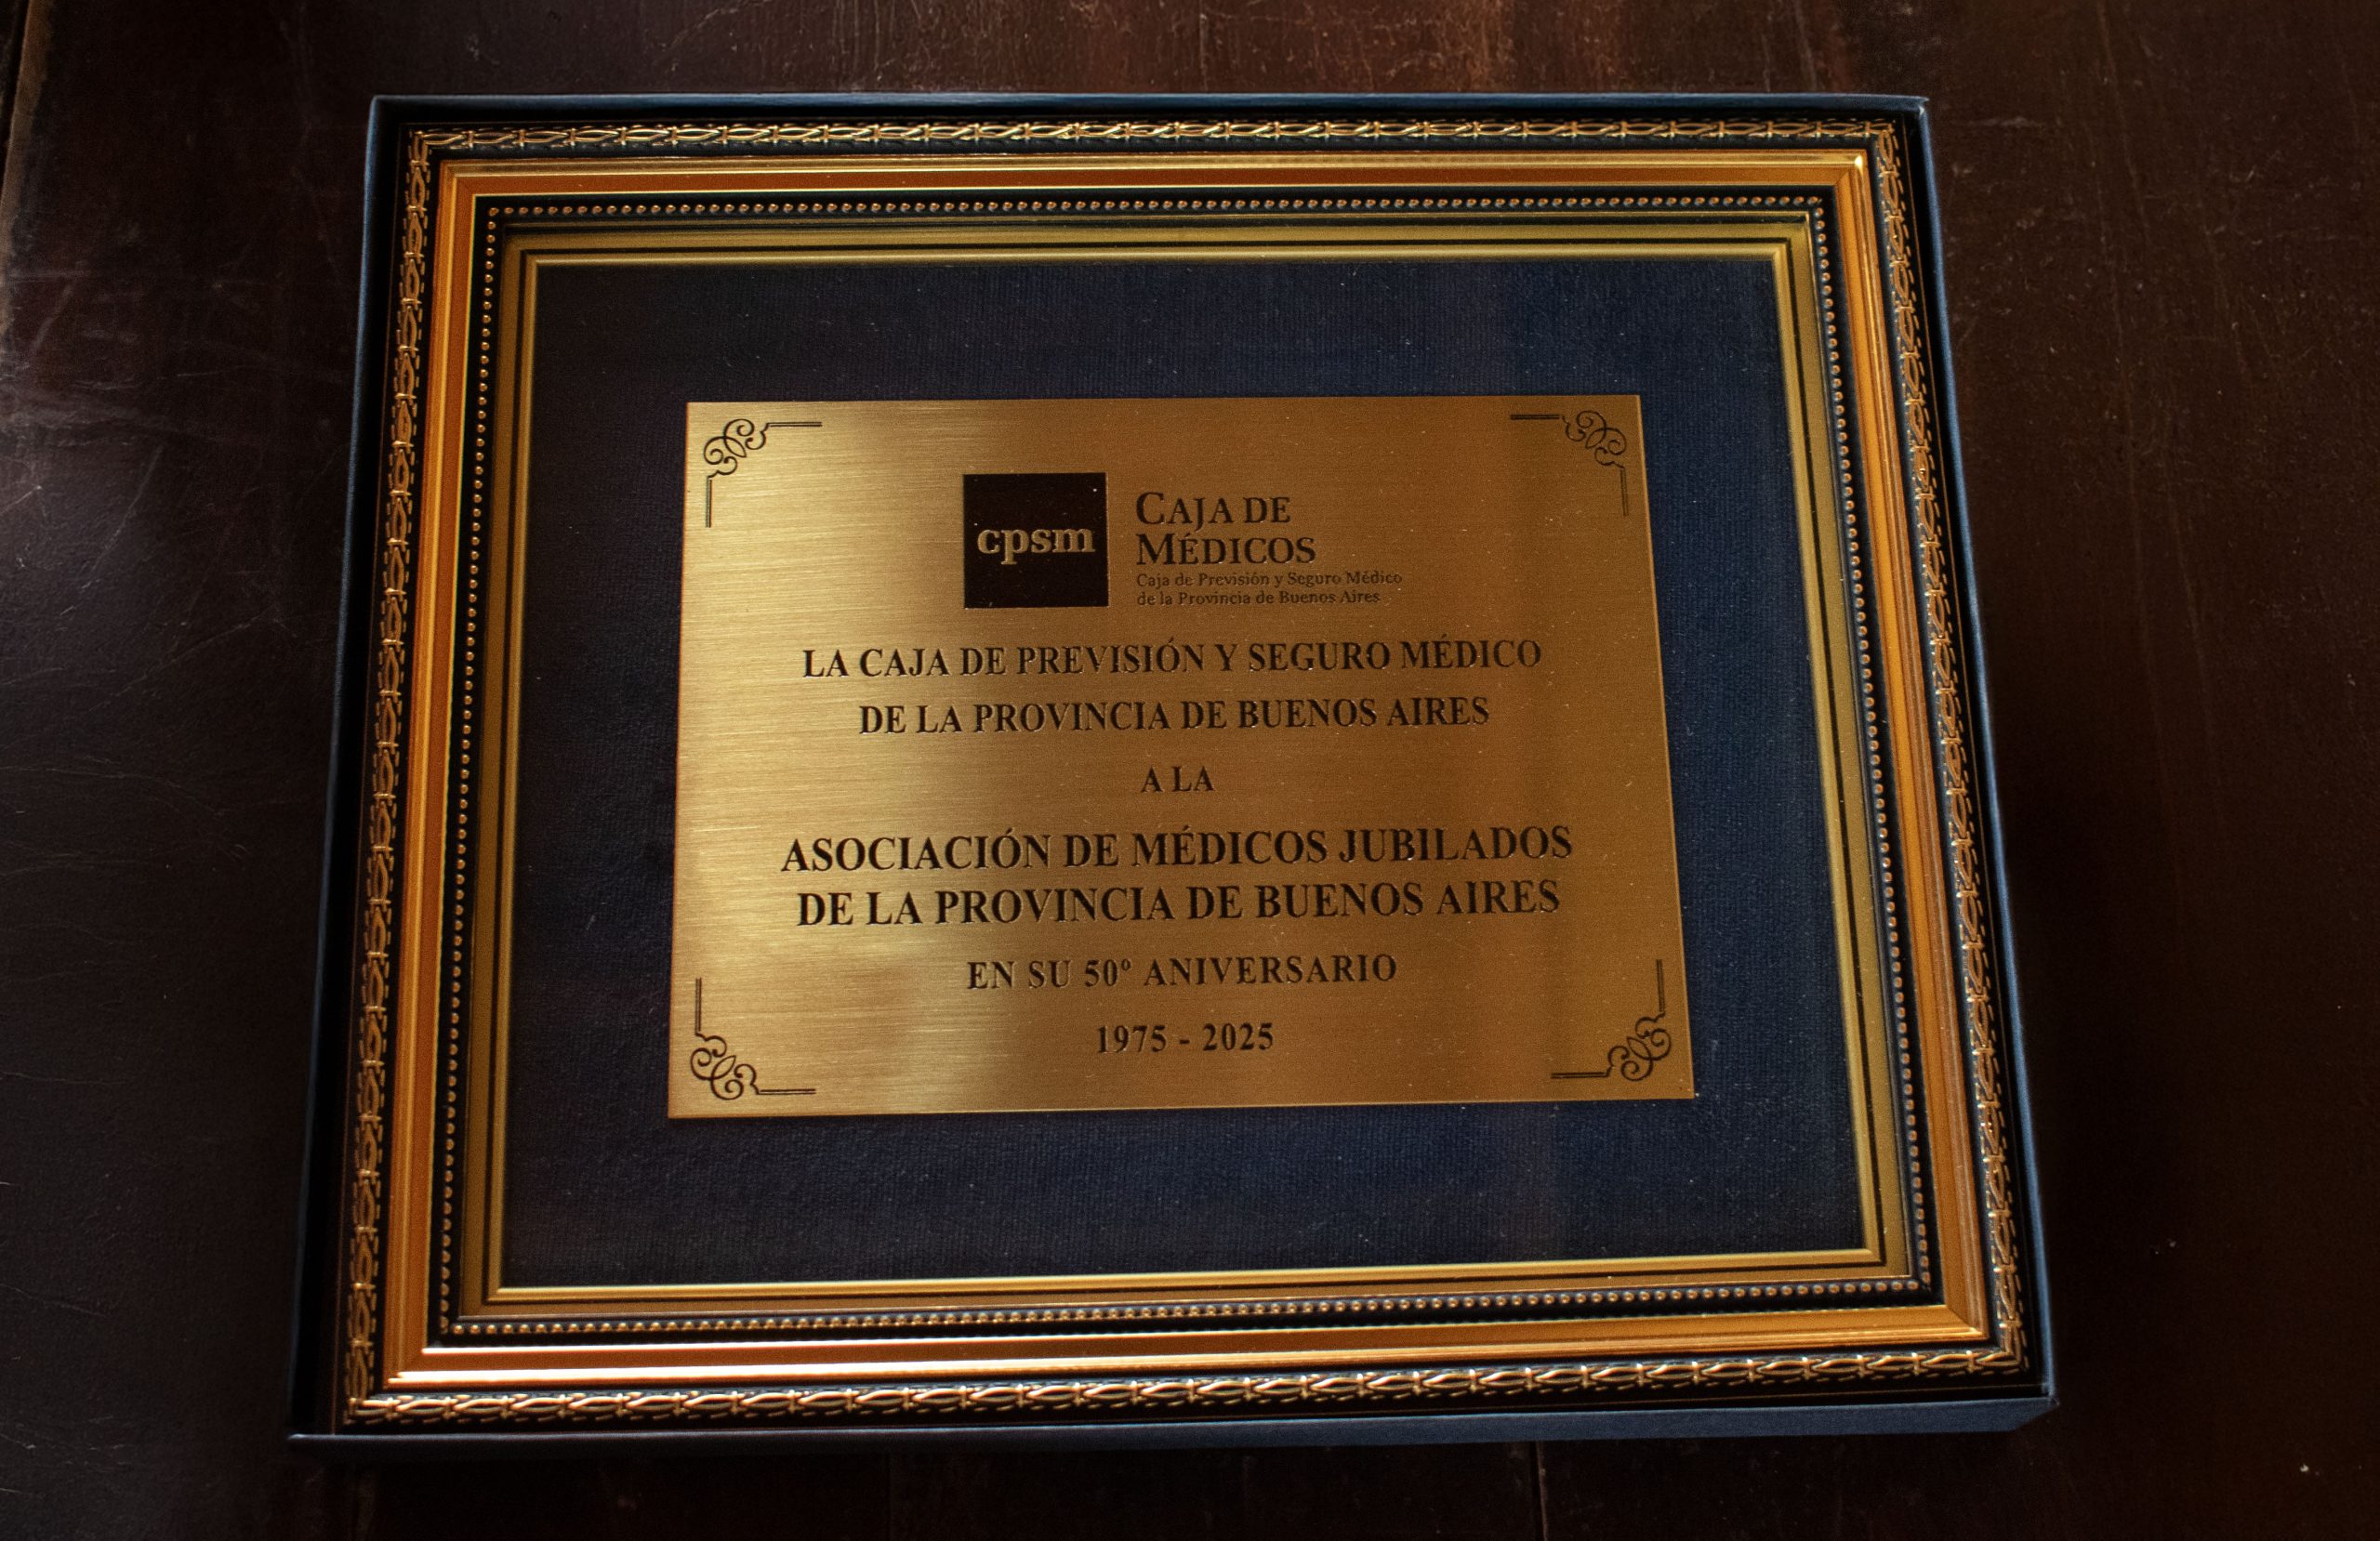 cpsm
CAJA DE
MÉDICOS
Caja de Previsión y Seguro Médico
de la Provincia de Buenos Aires
LA CAJA DE PREVISIÓN Y SEGURO MÉDICO
DE LA PROVINCIA DE BUENOS AIRES
A LA
ASOCIACIÓN DE MÉDICOS JUBILADOS
DE LA PROVINCIA DE BUENOS AIRES
EN SU 50º ANIVERSARIO
1975 - 2025